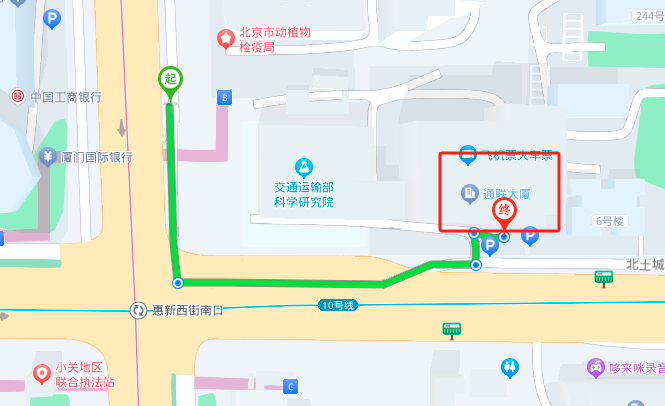 244号
北京市动植物
检疫局
P
起
B
中国工商银行
厦门国际银行
飞机票火车票
交通运输部
科学研究院
通联大厦
终
6号楼
P
P
北土城
惠新西街南口
10号线
小关地区
联合执法站
C
哆来咪录音